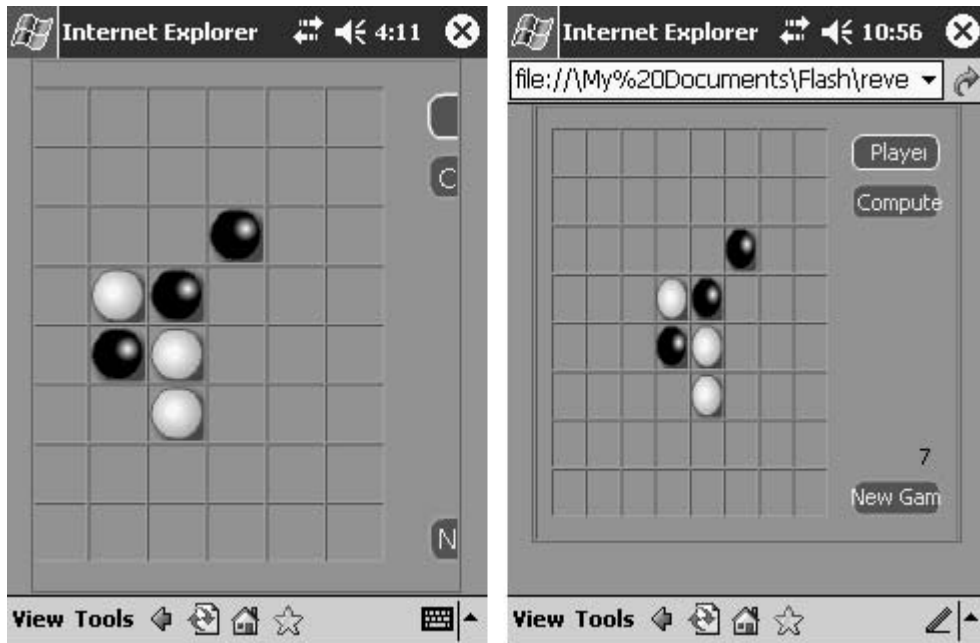 Internet Explorer 4:11
C
N
View Tools
Internet Explorer 10:56
file://\My%20Documents\Flash\reve
Player
Compute
7
New Gam
View Tools